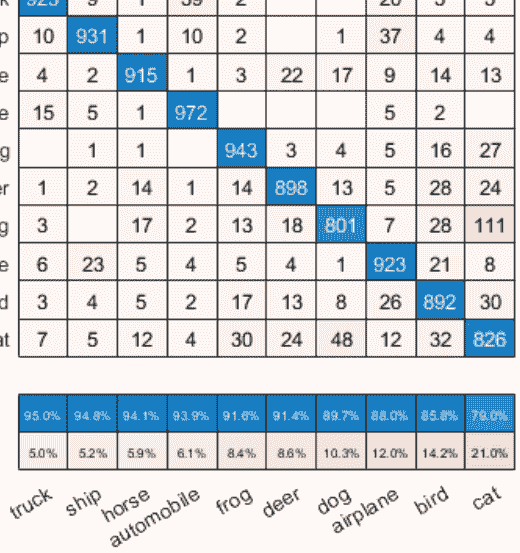 p 10 931 1 10 2 1 37 4 4
e 4 2 915 1 3 22 17 9 14 13
e 15 5 1 972 5 2
g 1 1 943 3 4 5 16 27
er 1 2 14 1 14 898 13 5 28 24
g 3 17 2 13 18 801 7 28 111
e 6 23 5 4 5 4 1 923 21 8
d 3 4 5 2 17 13 8 26 892 30
at 7 5 12 4 30 24 48 12 32 826
95.0% 94.8% 94.1% 93.9% 91.6% 91.4% 89.7% 88.0% 85.8% 79.0%
5.0% 5.2% 5.9% 6.1% 8.4% 8.6% 10.3% 12.0% 14.2% 21.0%
truck ship horse automobile frog deer dog airplane bird cat